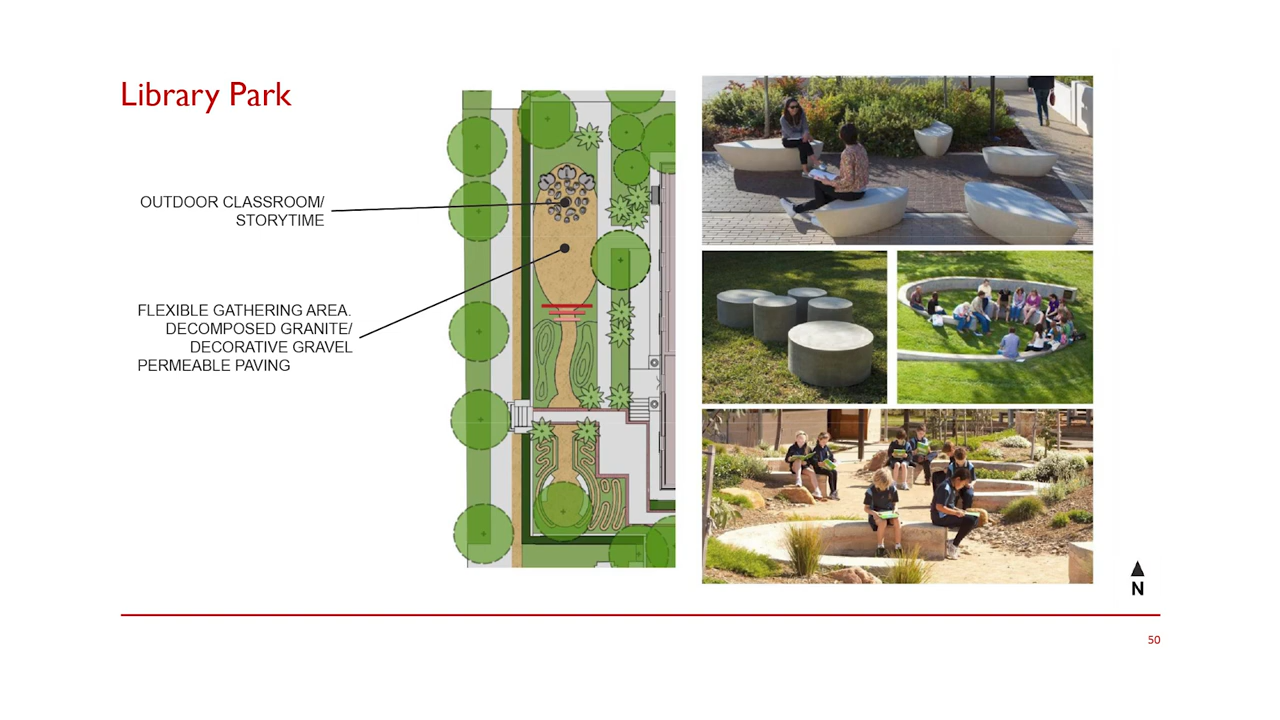 Library Park
OUTDOOR CLASSROOM/
STORYTIME
FLEXIBLE GATHERING AREA.
DECOMPOSED GRANITE/
DECORATIVE GRAVEL
PERMEABLE PAVING
N
50